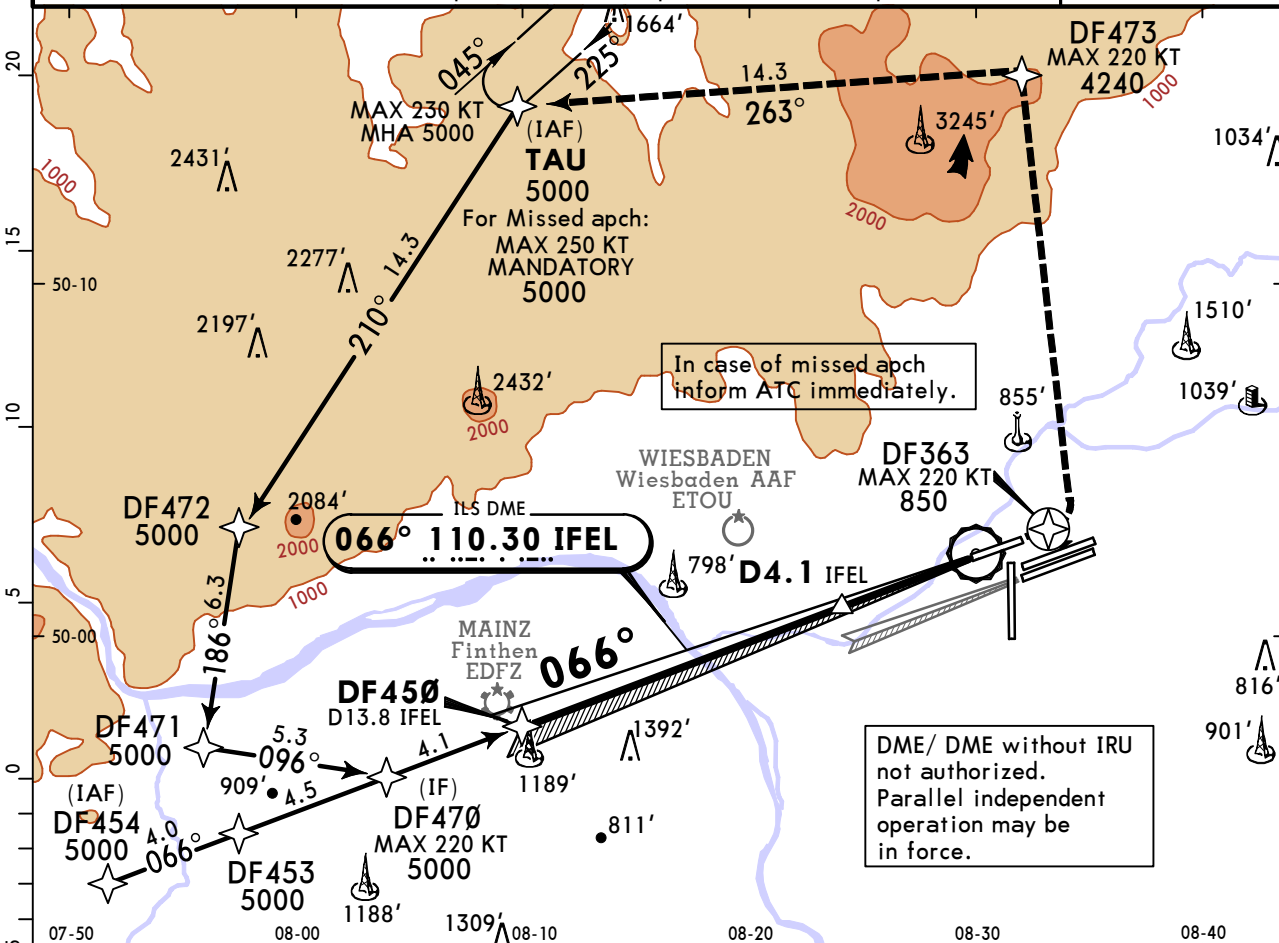 1664'
DF473
MAX 220 KT
4240
20
045°
225°
14.3
263°
1000
MAX 230 KT
MHA 5000
(IAF)
TAU
5000
For Missed apch:
MAX 250 KT
MANDATORY
5000
3245'
1034'
2431'
1000
2000
15
2277'
14.3
50-10
2197'
210°
1510'
In case of missed apch
inform ATC immediately.
2432'
2000
855'
1039'
10
WIESBADEN
Wiesbaden AAF
ETOU
DF363
MAX 220 KT
850
DF472
5000
2084'
2000
ILS DME
066° 110.30 IFEL
798'
D4.1 IFEL
1000
6.3
186°
5
50-00
MAINZ
Finthen
EDFZ
066°
DF45Ø
D13.8 IFEL
816'
DF471
5000
5.3
096°
4.1
1392'
901'
DME/ DME without IRU
not authorized.
Parallel independent
operation may be
in force.
0
909'
4.5
1189'
(IAF)
DF454
5000
4.0
066°
(IF)
DF47Ø
MAX 220 KT
5000
811'
DF453
5000
1188'
1309'
07-50
08-00
08-10
08-20
08-30
08-40